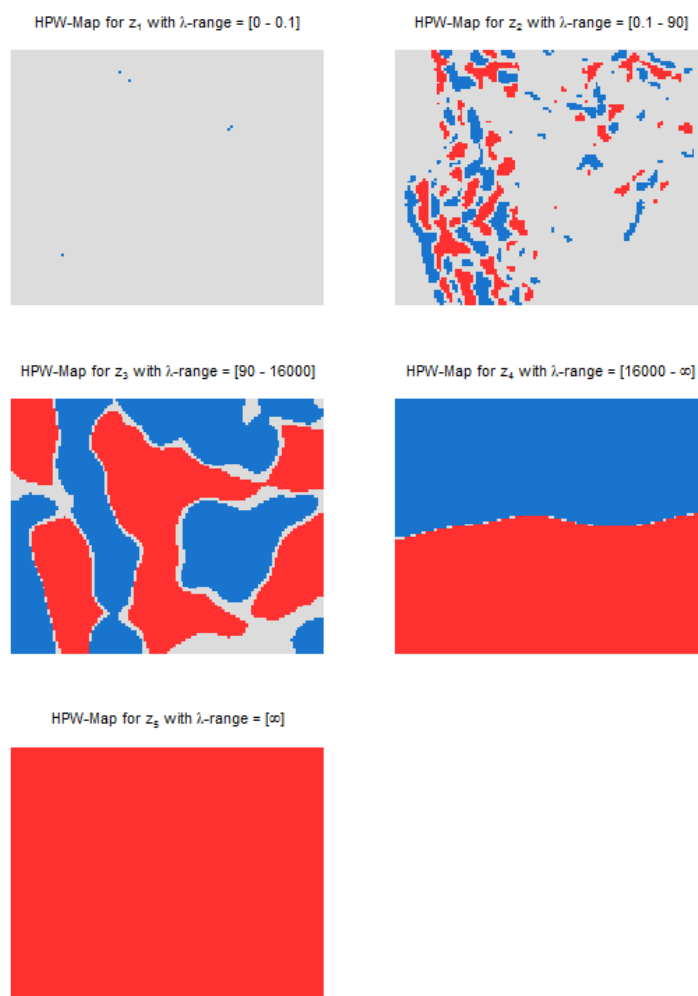 HPW-Map for z₁ with λ-range = [0 - 0.1]
HPW-Map for z₂ with λ-range = [0.1 - 90]
HPW-Map for z₃ with λ-range = [90 - 16000]
HPW-Map for z₄ with λ-range = [16000 - ∞]
HPW-Map for z₅ with λ-range = [∞]